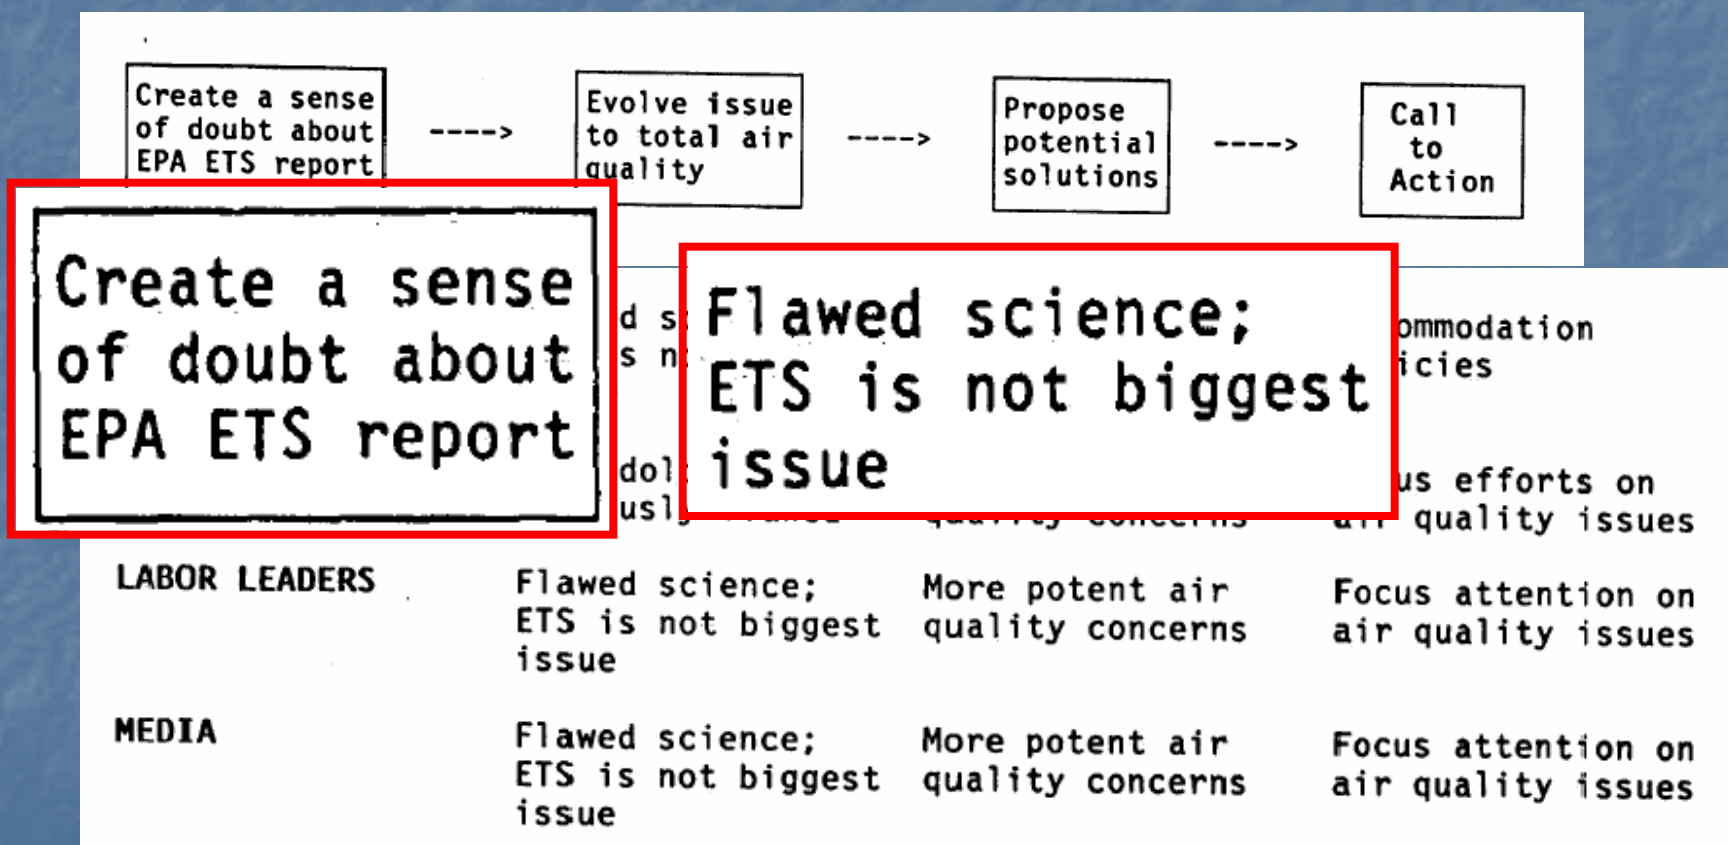 Create a sense
of doubt about
EPA ETS report
---->
Evolve issue
to total air
quality
---->
Propose
potential
solutions
---->
Call
to
Action
Create a sense
of doubt about
EPA ETS report
Flawed science;
ETS is not biggest
issue
efforts on
air quality issues
LABOR LEADERS
Flawed science;
ETS is not biggest
issue
More potent air
quality concerns
Focus attention on
air quality issues
MEDIA
Flawed science;
ETS is not biggest
issue
More potent air
quality concerns
Focus attention on
air quality issues